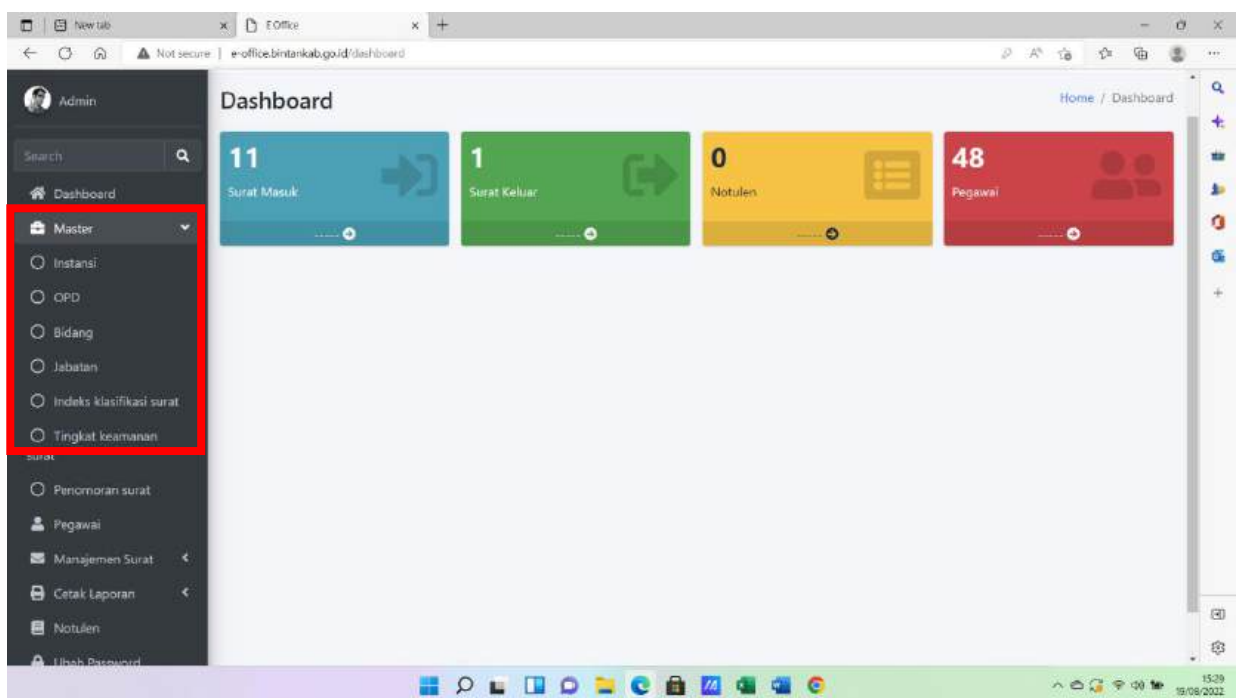 New tab
E Office
Not secure
e-office.bintankab.go.id/dashboard
Admin
Search
Dashboard
Master
Instansi
OPD
Bidang
Jabatan
Indeks klasifikasi surat
Tingkat keamanan
surat
Penomoran surat
Pegawai
Manajemen Surat
Cetak Laporan
Notulen
Ubah Password
Dashboard
Home / Dashboard
11
Surat Masuk
1
Surat Keluar
0
Notulen
48
Pegawai
15:29
19/08/2022